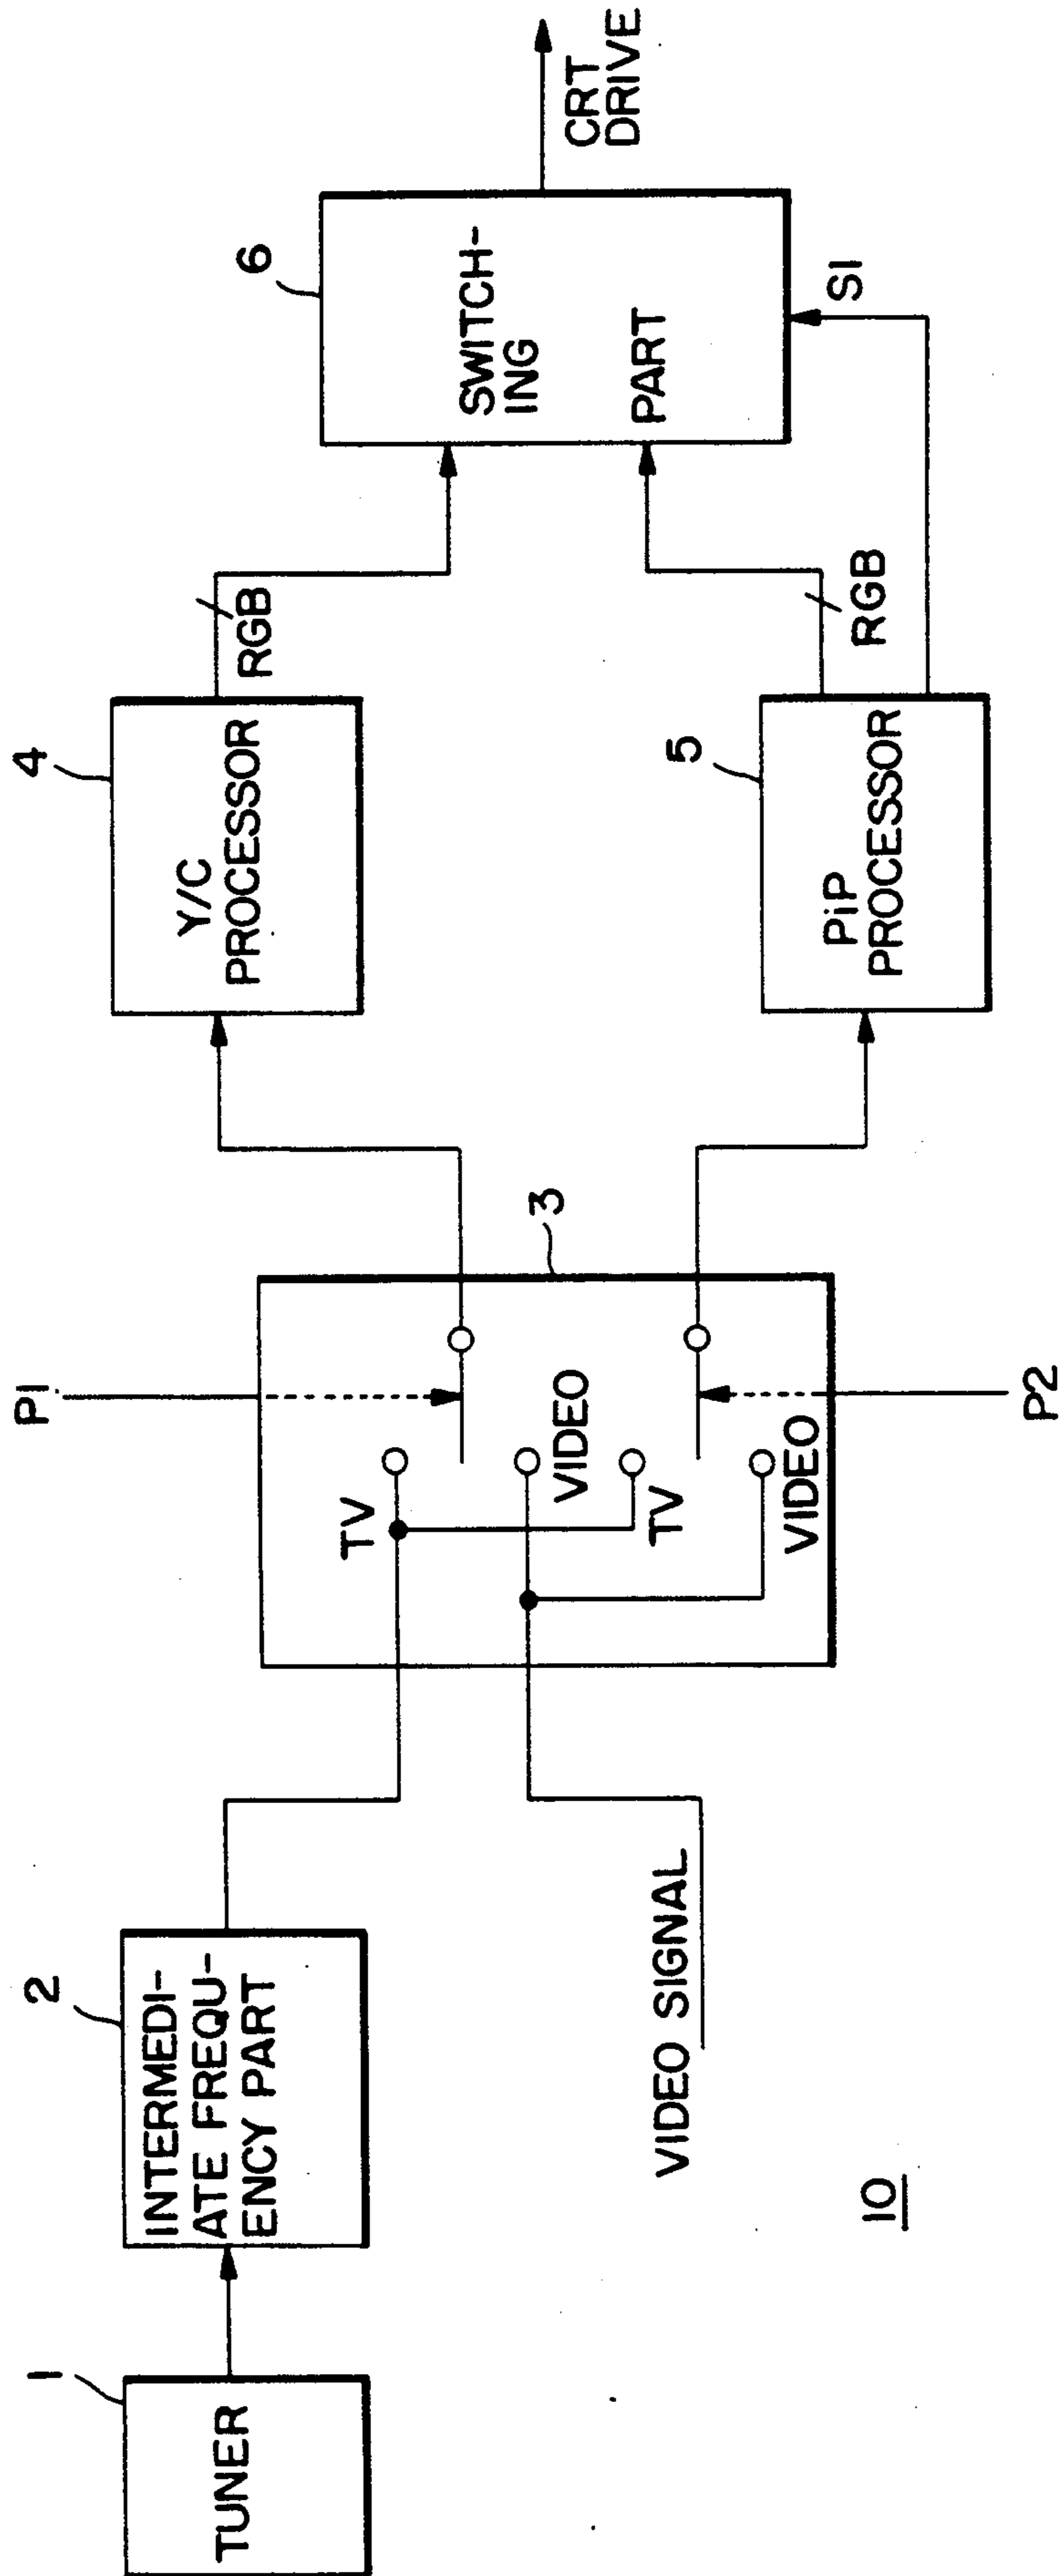 1
TUNER
2
INTERMEDI-
ATE FREQU-
ENCY PART
VIDEO SIGNAL
10
P1
TV
VIDEO
TV
VIDEO
3
P2
4
Y/C
PROCESSOR
RGB
5
PiP
PROCESSOR
RGB
6
SWITCH-
ING
PART
S1
CRT
DRIVE